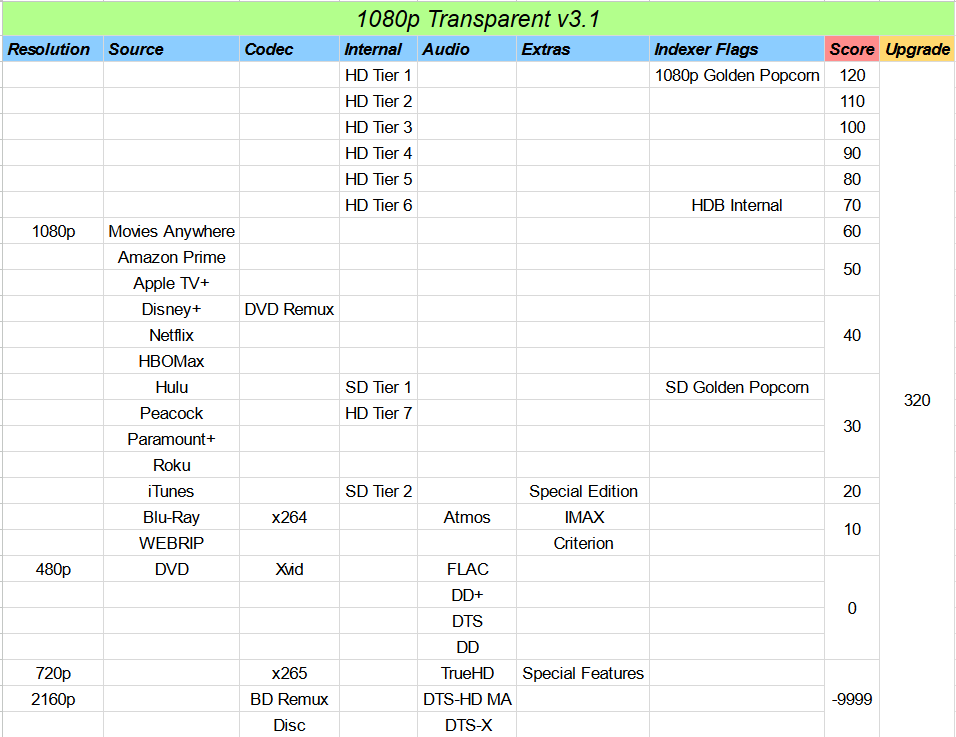 1080p Transparent v3.1
Resolution Source Codec Internal Audio Extras Indexer Flags Score Upgrade
HD Tier 1 1080p Golden Popcorn 120
HD Tier 2 110
HD Tier 3 100
HD Tier 4 90
HD Tier 5 80
HD Tier 6 HDB Internal 70
1080p Movies Anywhere 60
Amazon Prime
50
Apple TV+
Disney+ DVD Remux
Netflix 40
HBOMax
Hulu SD Tier 1 SD Golden Popcorn
320
Peacock HD Tier 7
30
Paramount+
Roku
iTunes SD Tier 2 Special Edition 20
Blu-Ray x264 Atmos IMAX
10
WEBRIP Criterion
480p DVD Xvid FLAC
DD+
0
DTS
DD
720p x265 TrueHD Special Features
2160p BD Remux DTS-HD MA -9999
Disc DTS-X